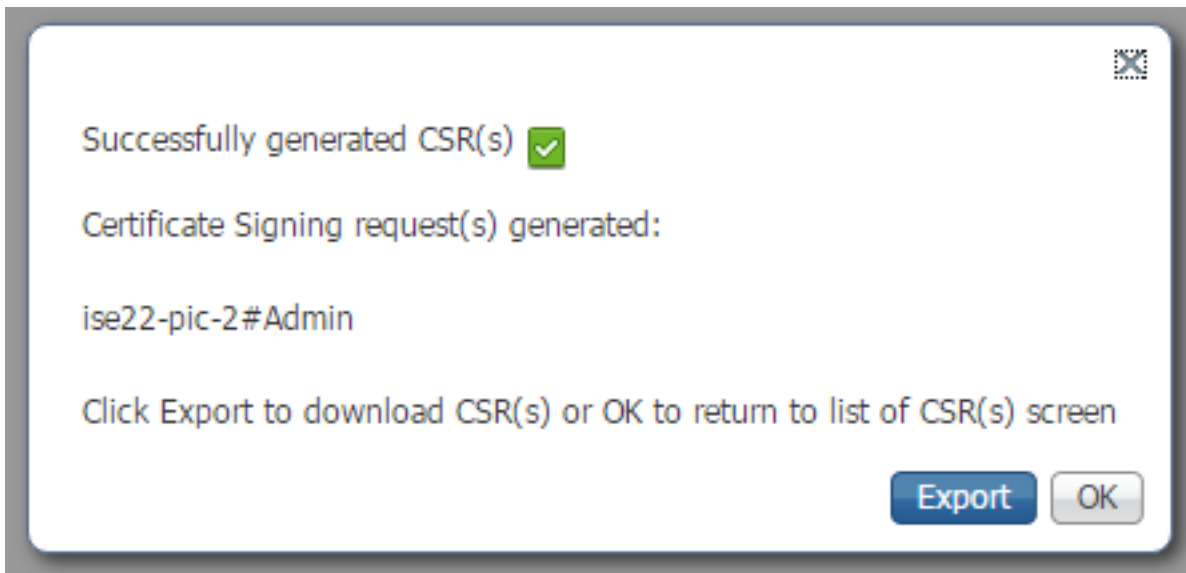 Successfully generated CSR(s)
Certificate Signing request(s) generated:
ise22-pic-2#Admin
Click Export to download CSR(s) or OK to return to list of CSR(s) screen
Export OK